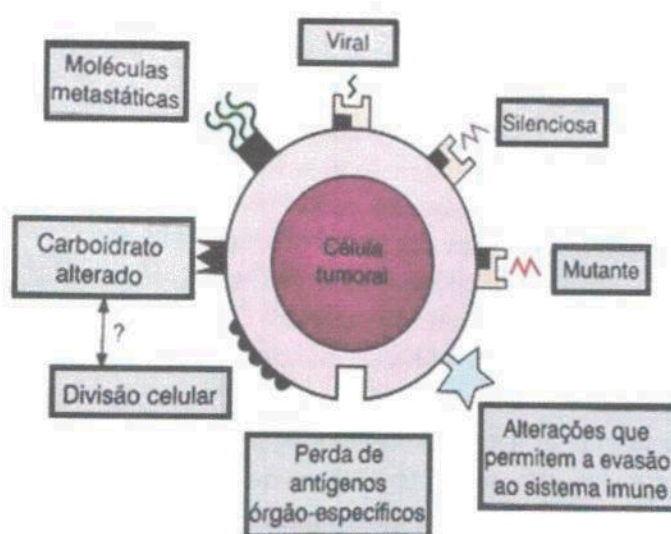 Viral
Moléculas
metastáticas
Silenciosa
Carboidrato
alterado
Célula
tumoral
Mutante
?
Divisão celular
Perda de
antígenos
órgão-específicos
Alterações que
permitem a evasão
ao sistema imune